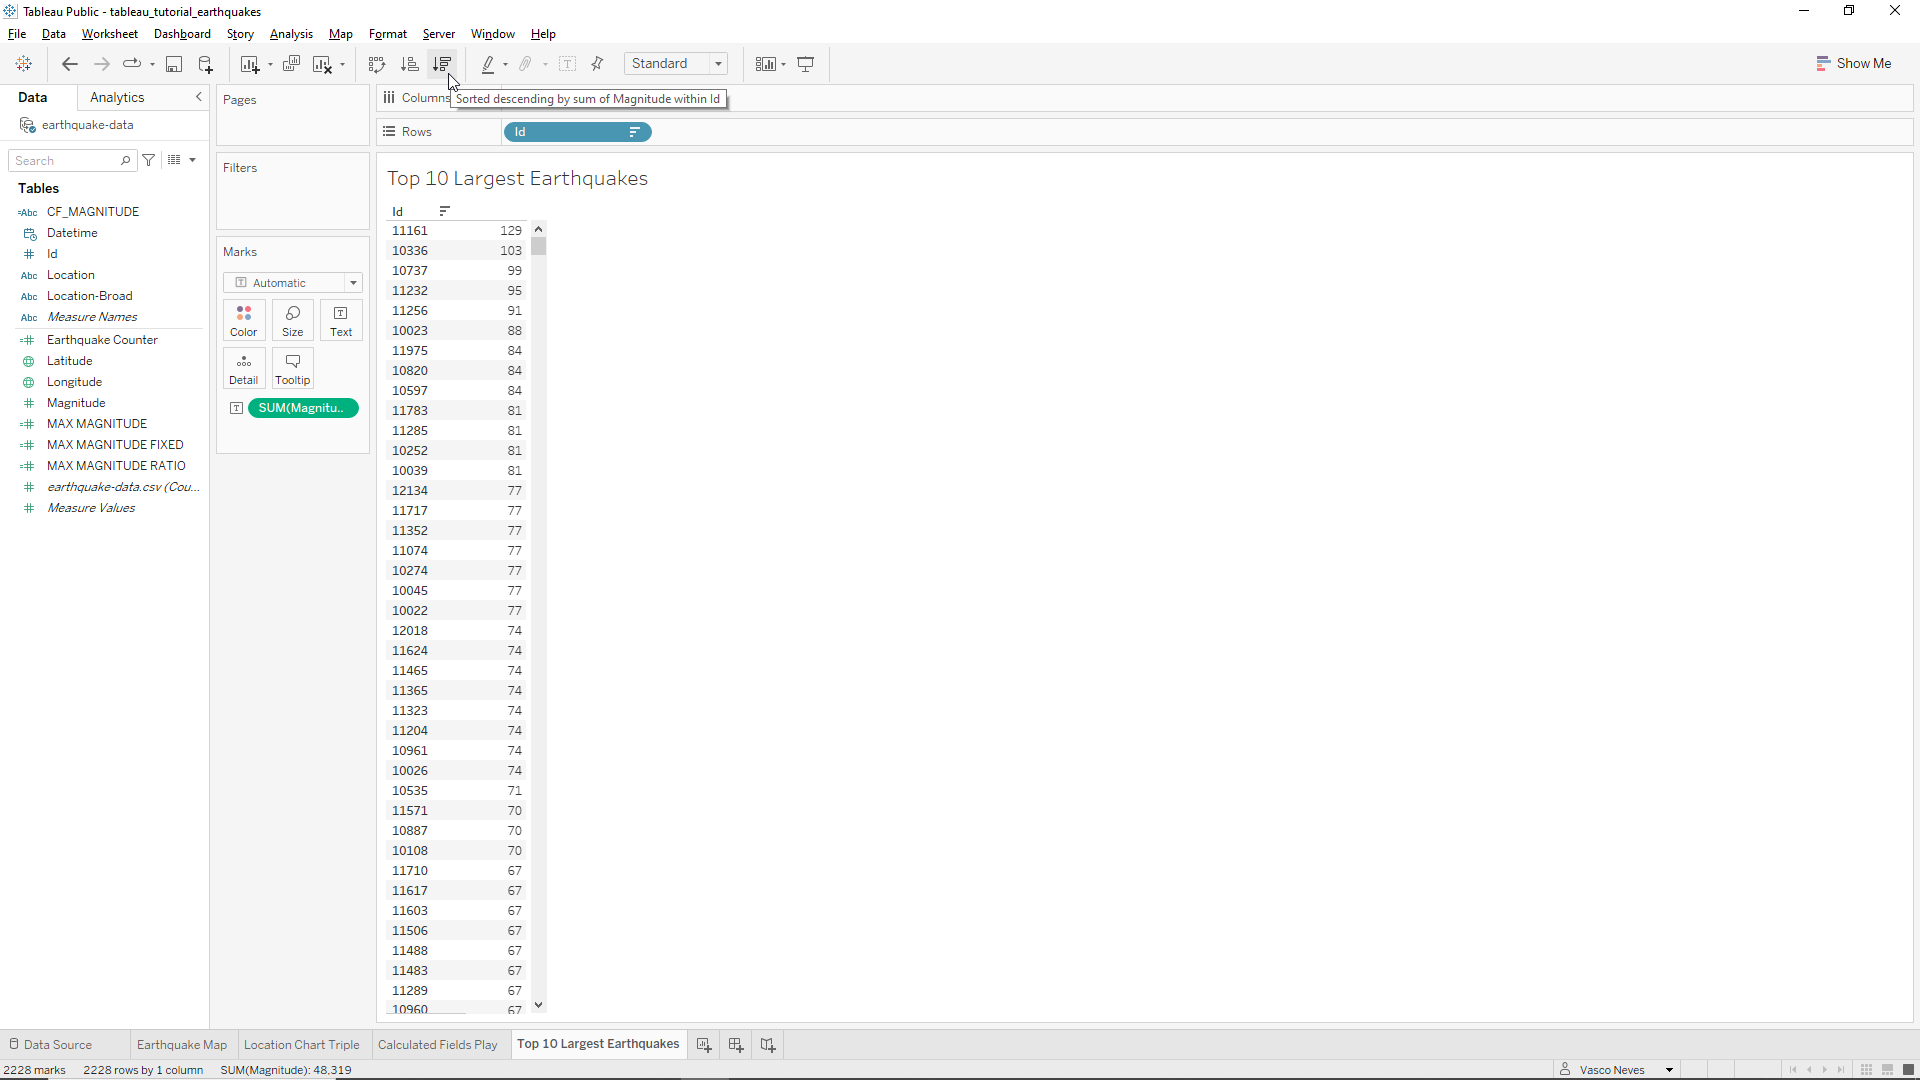 Tableau Public - tableau_tutorial_earthquakes
File Data Worksheet Dashboard Story Analysis Map Format Server Window Help
Standard
Show Me
Data Analytics
earthquake-data
Search
Tables
=Abc CF_MAGNITUDE
Datetime
Id
Abc Location
Abc Location-Broad
Abc Measure Names
Earthquake Counter
Latitude
Longitude
Magnitude
MAX MAGNITUDE
MAX MAGNITUDE FIXED
MAX MAGNITUDE RATIO
earthquake-data.csv (Cou...
Measure Values
Pages
Filters
Marks
Automatic
Color Size Text
Detail Tooltip
SUM(Magnitu..
Columns
Sorted descending by sum of Magnitude within Id
Rows Id
Top 10 Largest Earthquakes
Id
11161 129
10336 103
10737 99
11232 95
11256 91
10023 88
11975 84
10820 84
10597 84
11783 81
11285 81
10252 81
10039 81
12134 77
11717 77
11352 77
11074 77
10274 77
10045 77
10022 77
12018 74
11624 74
11465 74
11365 74
11323 74
11204 74
10961 74
10026 74
10535 71
11571 70
10887 70
10108 70
11710 67
11617 67
11603 67
11506 67
11488 67
11483 67
11289 67
10960 67
Data Source Earthquake Map Location Chart Triple Calculated Fields Play Top 10 Largest Earthquakes
2228 marks 2228 rows by 1 column SUM(Magnitude): 48,319
Vasco Neves